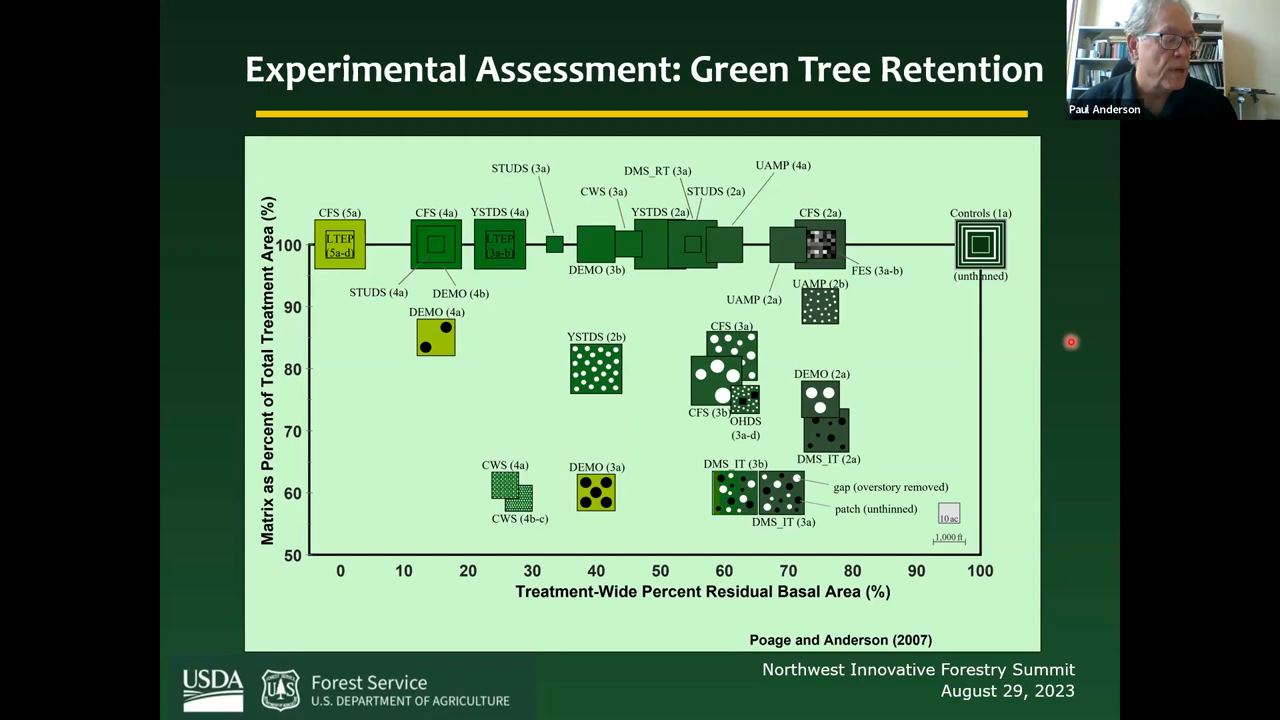 Experimental Assessment: Green Tree Retention
Paul Anderson
STUDS (3a)
DMS_RT (3a)
UAMP (4a)
CWS (3a)
STUDS (2a)
CFS (5a)
CFS (4a)
YSTDS (4a)
YSTDS (2a)
CFS (2a)
Controls (1a)
LTEP
(5a-d)
LTEP
(3a-b)
DEMO (3b)
FES (3a-b)
(unthinned)
STUDS (4a)
DEMO (4b)
UAMP (2a)
UAMP (2b)
DEMO (4a)
YSTDS (2b)
CFS (3a)
DEMO (2a)
CFS (3b)
OHDS
(3a-d)
DMS_IT (2a)
CWS (4a)
DEMO (3a)
DMS_IT (3b)
gap (overstory removed)
patch (unthinned)
CWS (4b-c)
DMS_IT (3a)
10 ac
1,000 ft
Matrix as Percent of Total Treatment Area (%)
100
90
80
70
60
50
0 10 20 30 40 50 60 70 80 90 100
Treatment-Wide Percent Residual Basal Area (%)
Poage and Anderson (2007)
Northwest Innovative Forestry Summit
August 29, 2023
USDA
Forest Service
U.S. DEPARTMENT OF AGRICULTURE